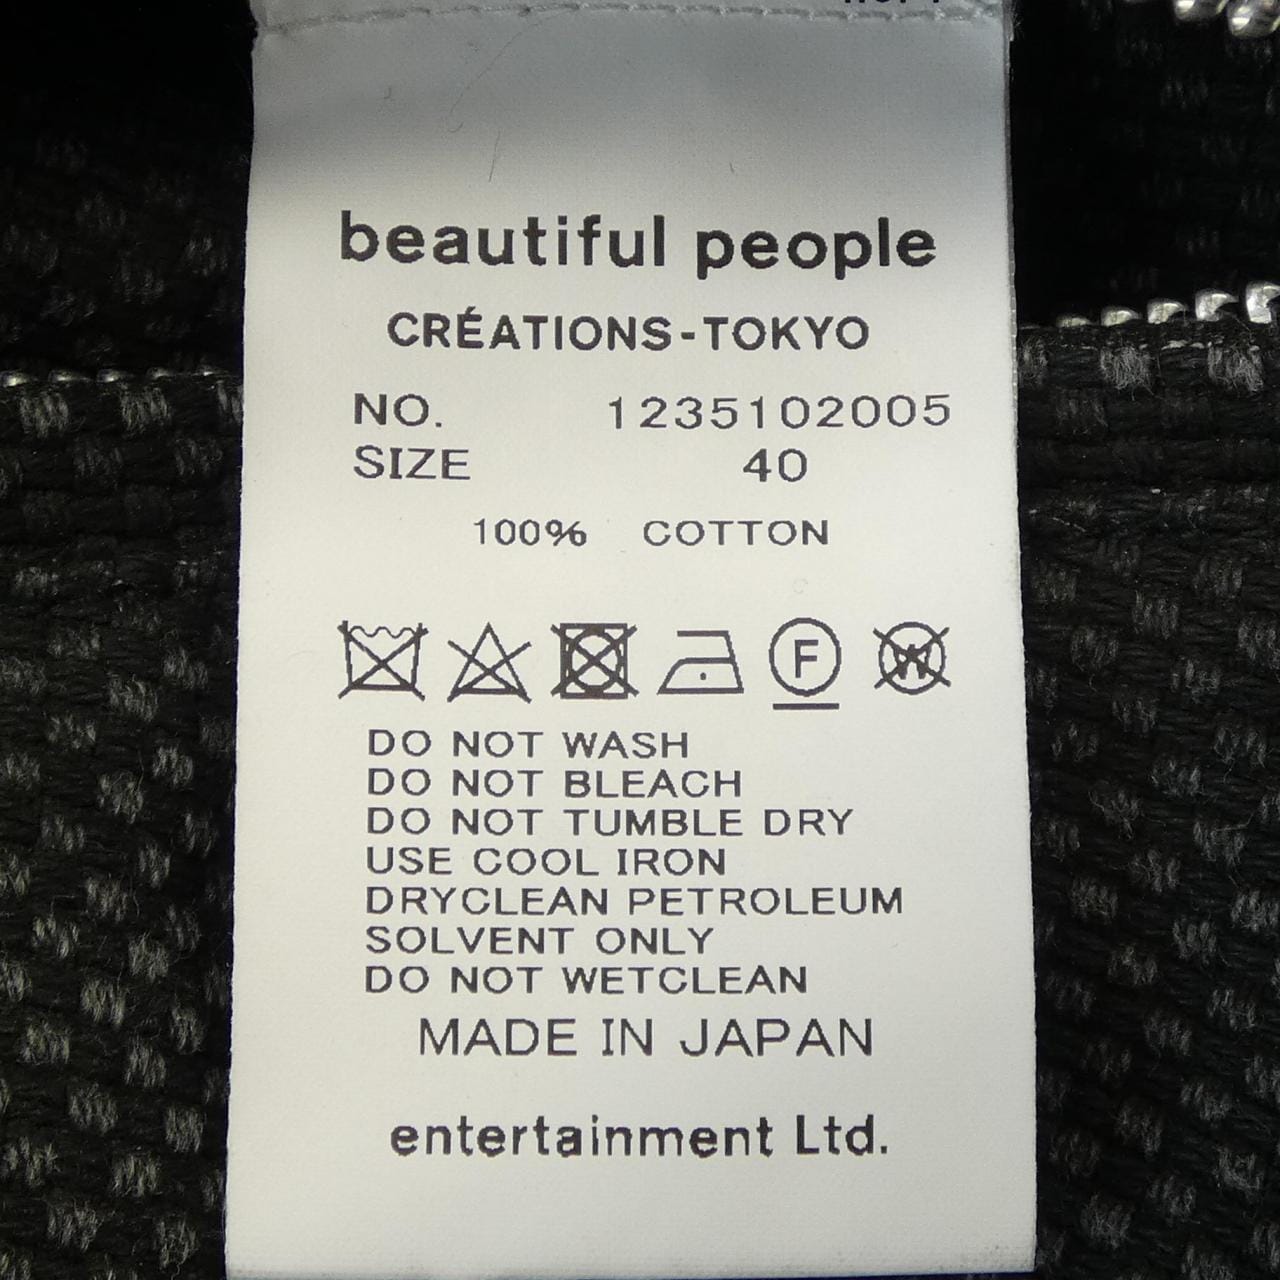 beautiful people
CRÉATIONS-TOKYO
NO. 1235102005
SIZE 40
100% COTTON
F W
DO NOT WASH
DO NOT BLEACH
DO NOT TUMBLE DRY
USE COOL IRON
DRYCLEAN PETROLEUM
SOLVENT ONLY
DO NOT WETCLEAN
MADE IN JAPAN
entertainment Ltd.